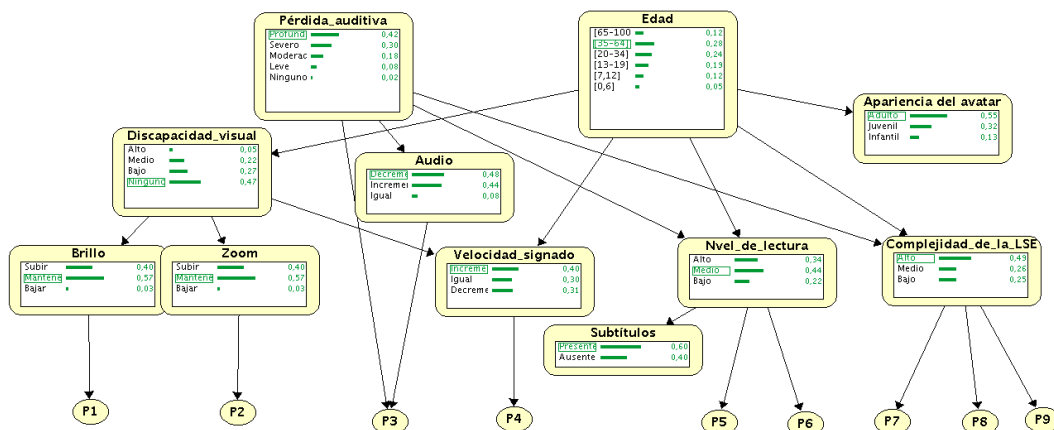 Pérdida_auditiva
Profund 0,42
Severo 0,30
Moderac 0,18
Leve 0,08
Ninguno 0,02
Edad
[65-100 0,12
[35-64] 0,28
[20-34] 0,24
[13-19] 0,19
[7,12] 0,12
[0,6] 0,05
Apariencia del avatar
Adulto 0,55
Juvenil 0,32
Infantil 0,13
Discapacidad_visual
Alto 0,05
Medio 0,22
Bajo 0,27
Ninguno 0,47
Audio
Decreme 0,48
Increme 0,44
Igual 0,08
Brillo
Subir 0,40
Mantene 0,57
Bajar 0,03
Zoom
Subir 0,40
Mantene 0,57
Bajar 0,03
Velocidad_signado
Increme 0,40
Igual 0,30
Decreme 0,31
Nvel_de_lectura
Alto 0,34
Medio 0,44
Bajo 0,22
Complejidad_de_la_LSE
Alto 0,49
Medio 0,26
Bajo 0,25
Subtítulos
Presente 0,60
Ausente 0,40
P1
P2
P3
P4
P5
P6
P7
P8
P9